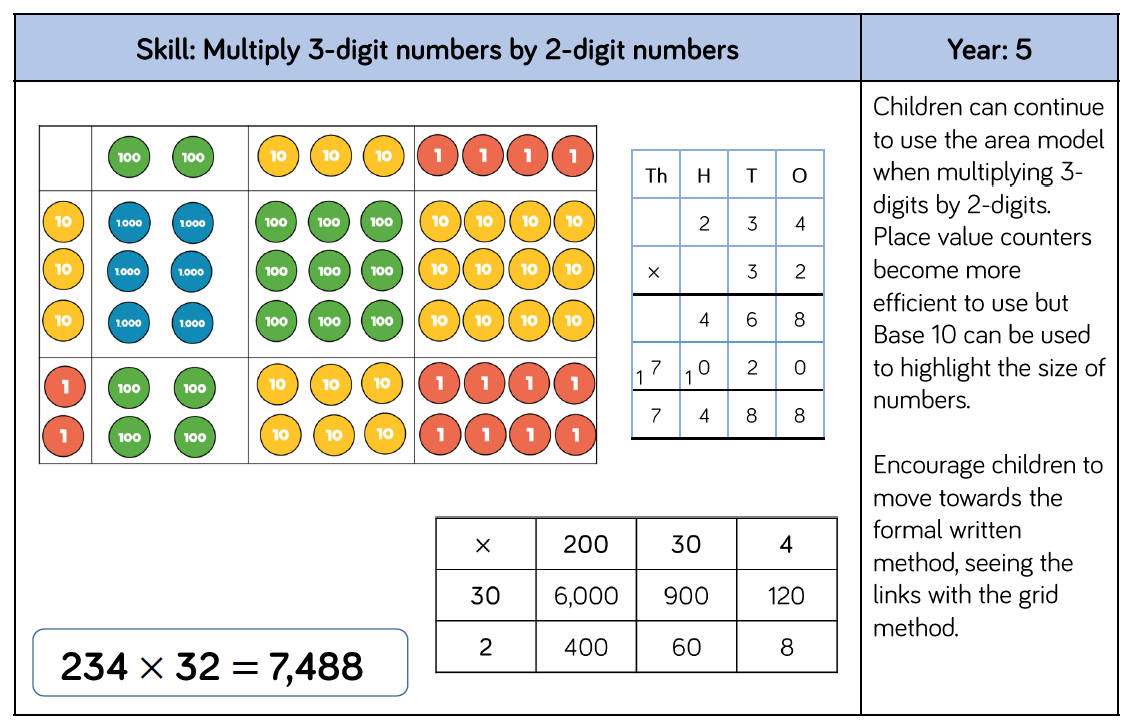 Skill: Multiply 3-digit numbers by 2-digit numbers
Year: 5
100 100 10 10 10 1 1 1 1
10 1.000 1.000 100 100 100 10 10 10 10
10 1.000 1.000 100 100 100 10 10 10 10
10 1.000 1.000 100 100 100 10 10 10 10
1 100 100 10 10 10 1 1 1 1
1 100 100 10 10 10 1 1 1 1
Th H T O
2 3 4
× 3 2
4 6 8
1 7 1 0 2 0
7 4 8 8
× 200 30 4
30 6,000 900 120
2 400 60 8
234 × 32 = 7,488
Children can continue
to use the area model
when multiplying 3-
digits by 2-digits.
Place value counters
become more
efficient to use but
Base 10 can be used
to highlight the size of
numbers.
Encourage children to
move towards the
formal written
method, seeing the
links with the grid
method.